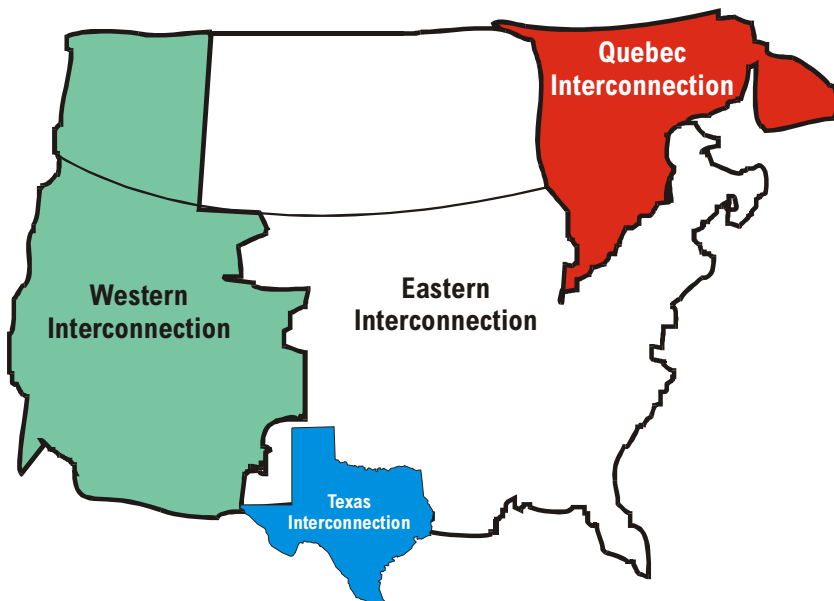 Quebec
Interconnection
Western
Interconnection
Eastern
Interconnection
Texas
Interconnection